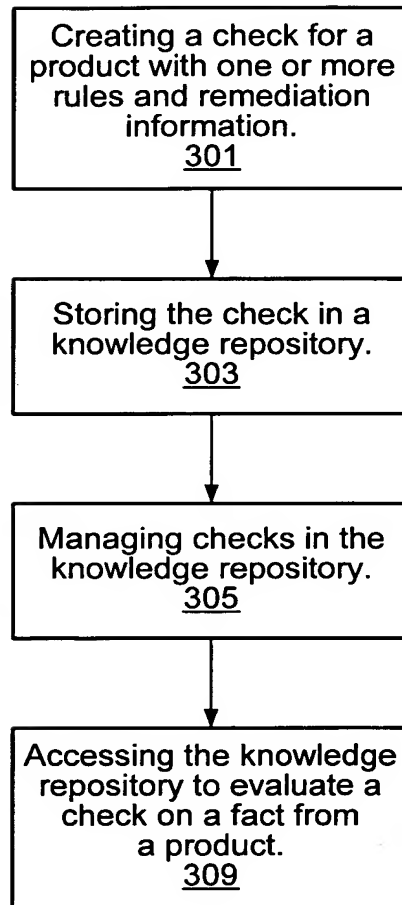 Creating a check for a
product with one or more
rules and remediation
information.
301
Storing the check in a
knowledge repository.
303
Managing checks in the
knowledge repository.
305
Accessing the knowledge
repository to evaluate a
check on a fact from
a product.
309